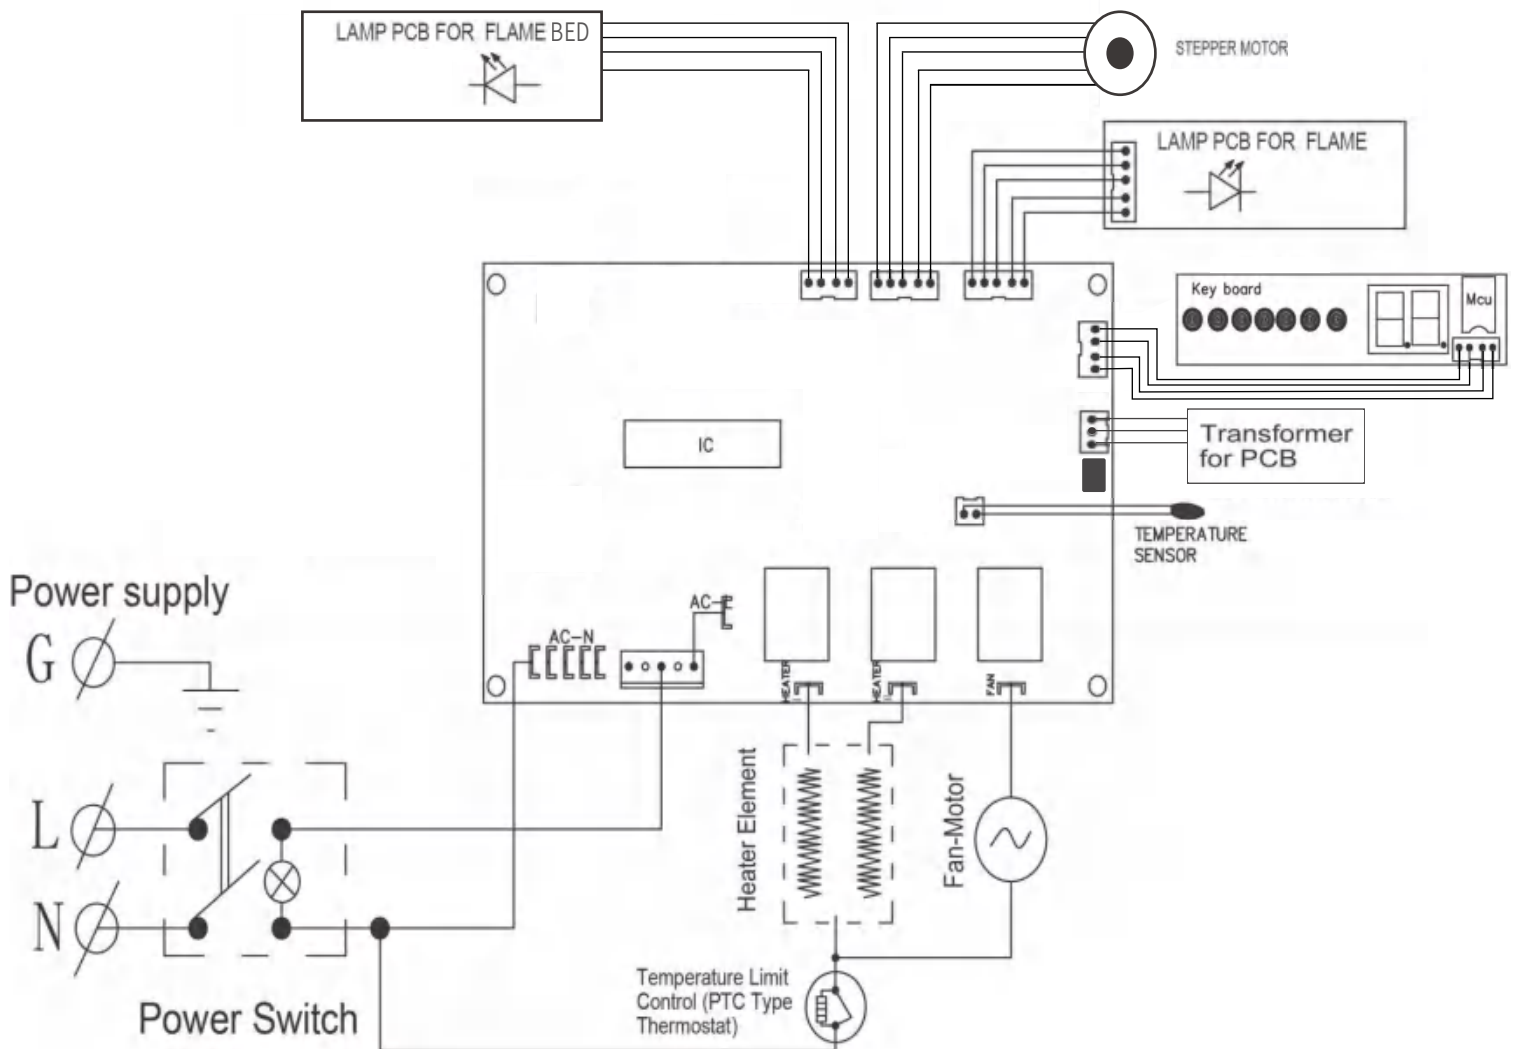 LAMP PCB FOR FLAME BED
STEPPER MOTOR
LAMP PCB FOR FLAME
Key board
Mcu
IC
Transformer
for PCB
TEMPERATURE
SENSOR
Power supply
G
AC-N
AC-L
HEATER
HEATER
FAN
L
N
Power Switch
Heater Element
Fan-Motor
Temperature Limit
Control (PTC Type
Thermostat)